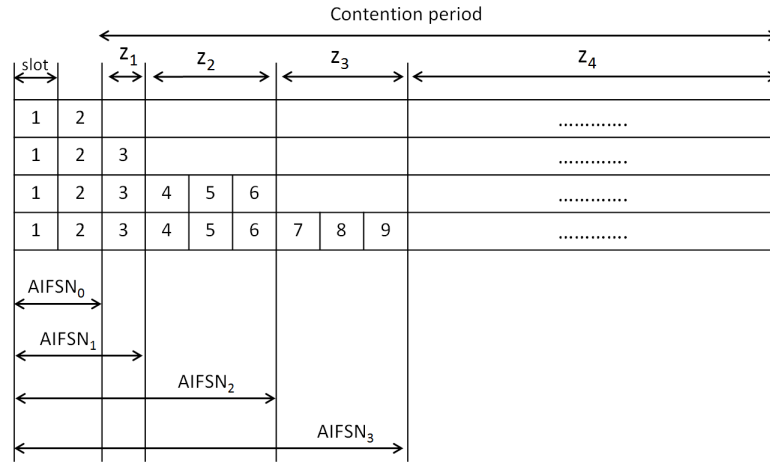 Contention period
slot z₁ z₂ z₃ z₄
1 2 .............
1 2 3 .............
1 2 3 4 5 6 .............
1 2 3 4 5 6 7 8 9 .............
AIFSN₀
AIFSN₁
AIFSN₂
AIFSN₃